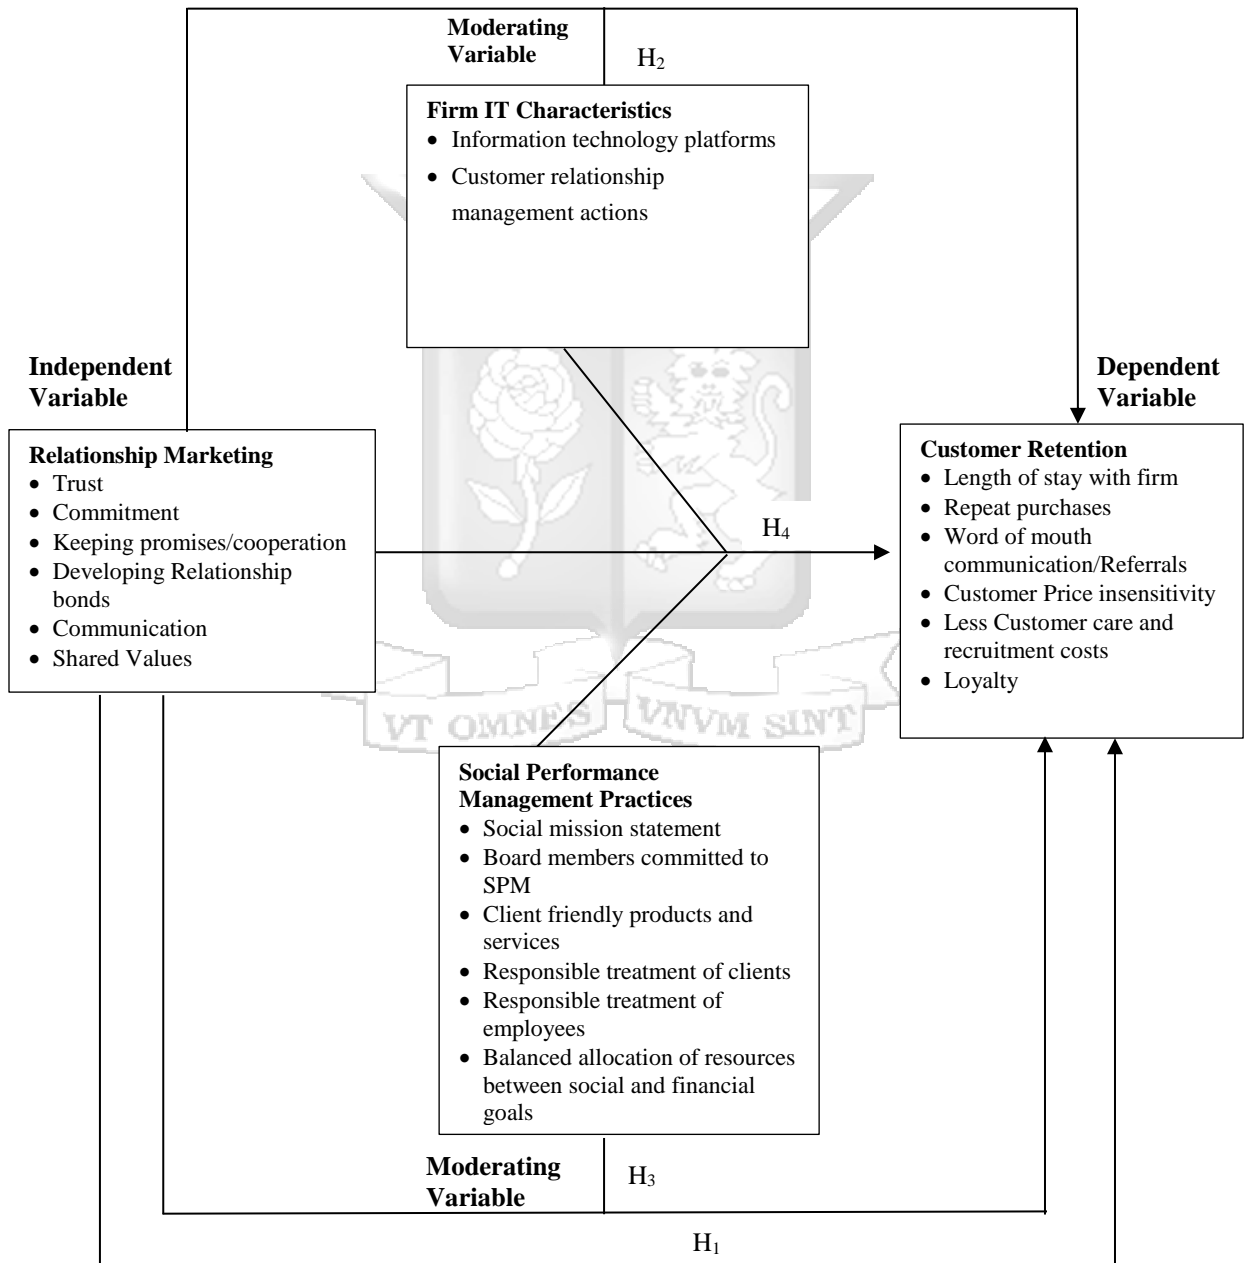 Moderating
Variable
H₂
Firm IT Characteristics
• Information technology platforms
• Customer relationship
management actions
Independent
Variable
Relationship Marketing
• Trust
• Commitment
• Keeping promises/cooperation
• Developing Relationship
bonds
• Communication
• Shared Values
H₄
Dependent
Variable
Customer Retention
• Length of stay with firm
• Repeat purchases
• Word of mouth
communication/Referrals
• Customer Price insensitivity
• Less Customer care and
recruitment costs
• Loyalty
VT OMNES VNVM SINT
Social Performance
Management Practices
• Social mission statement
• Board members committed to
SPM
• Client friendly products and
services
• Responsible treatment of clients
• Responsible treatment of
employees
• Balanced allocation of resources
between social and financial
goals
Moderating
Variable
H₃
H₁